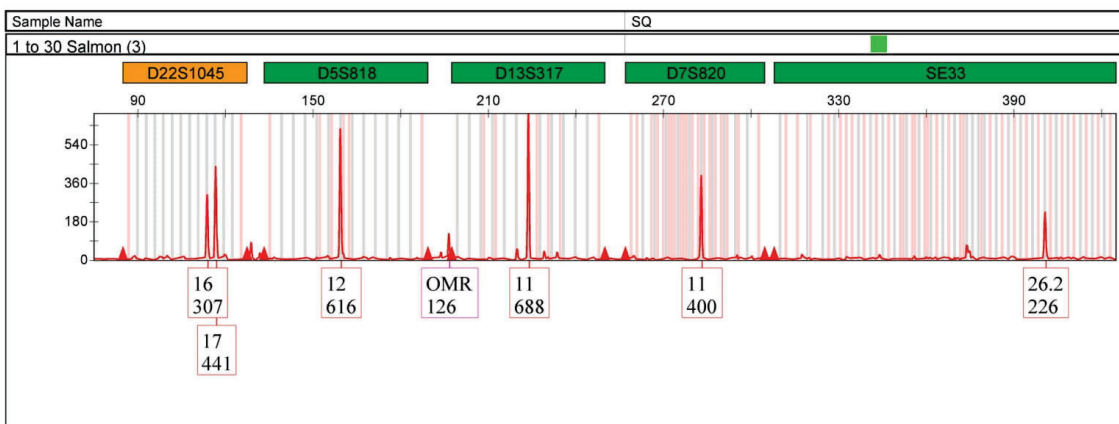 Sample Name SQ
1 to 30 Salmon (3)
D22S1045 D5S818 D13S317 D7S820 SE33
90 150 210 270 330 390
540
360
180
0
16 12 OMR 11 11 26.2
307 616 126 688 400 226
17
441